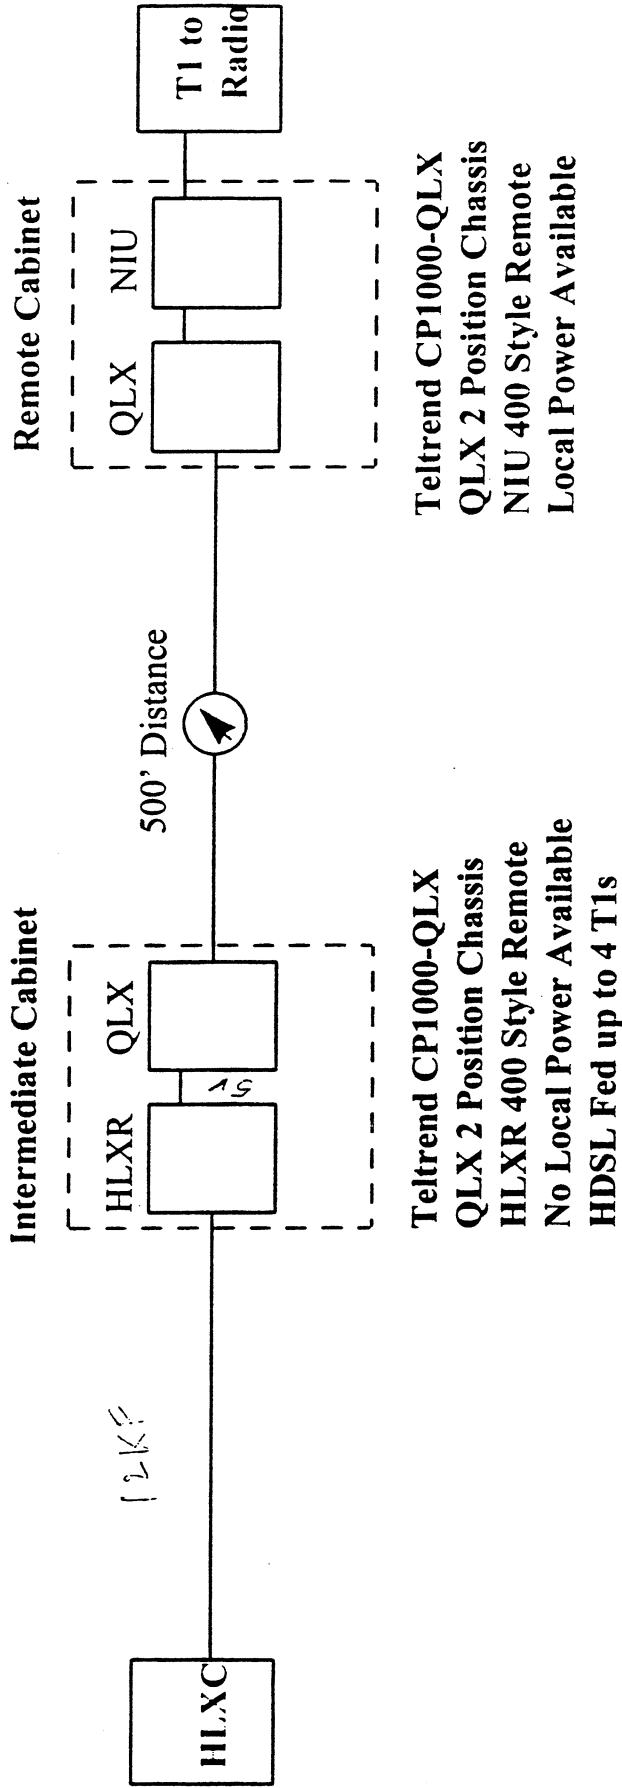 HLXC
12KF
Intermediate Cabinet
HLXR
5V
QLX
Teltrend CP1000-QLX
QLX 2 Position Chassis
HLXR 400 Style Remote
No Local Power Available
HDSL Fed up to 4 T1s
500' Distance
Remote Cabinet
QLX
NIU
Teltrend CP1000-QLX
QLX 2 Position Chassis
NIU 400 Style Remote
Local Power Available
T1 to
Radio